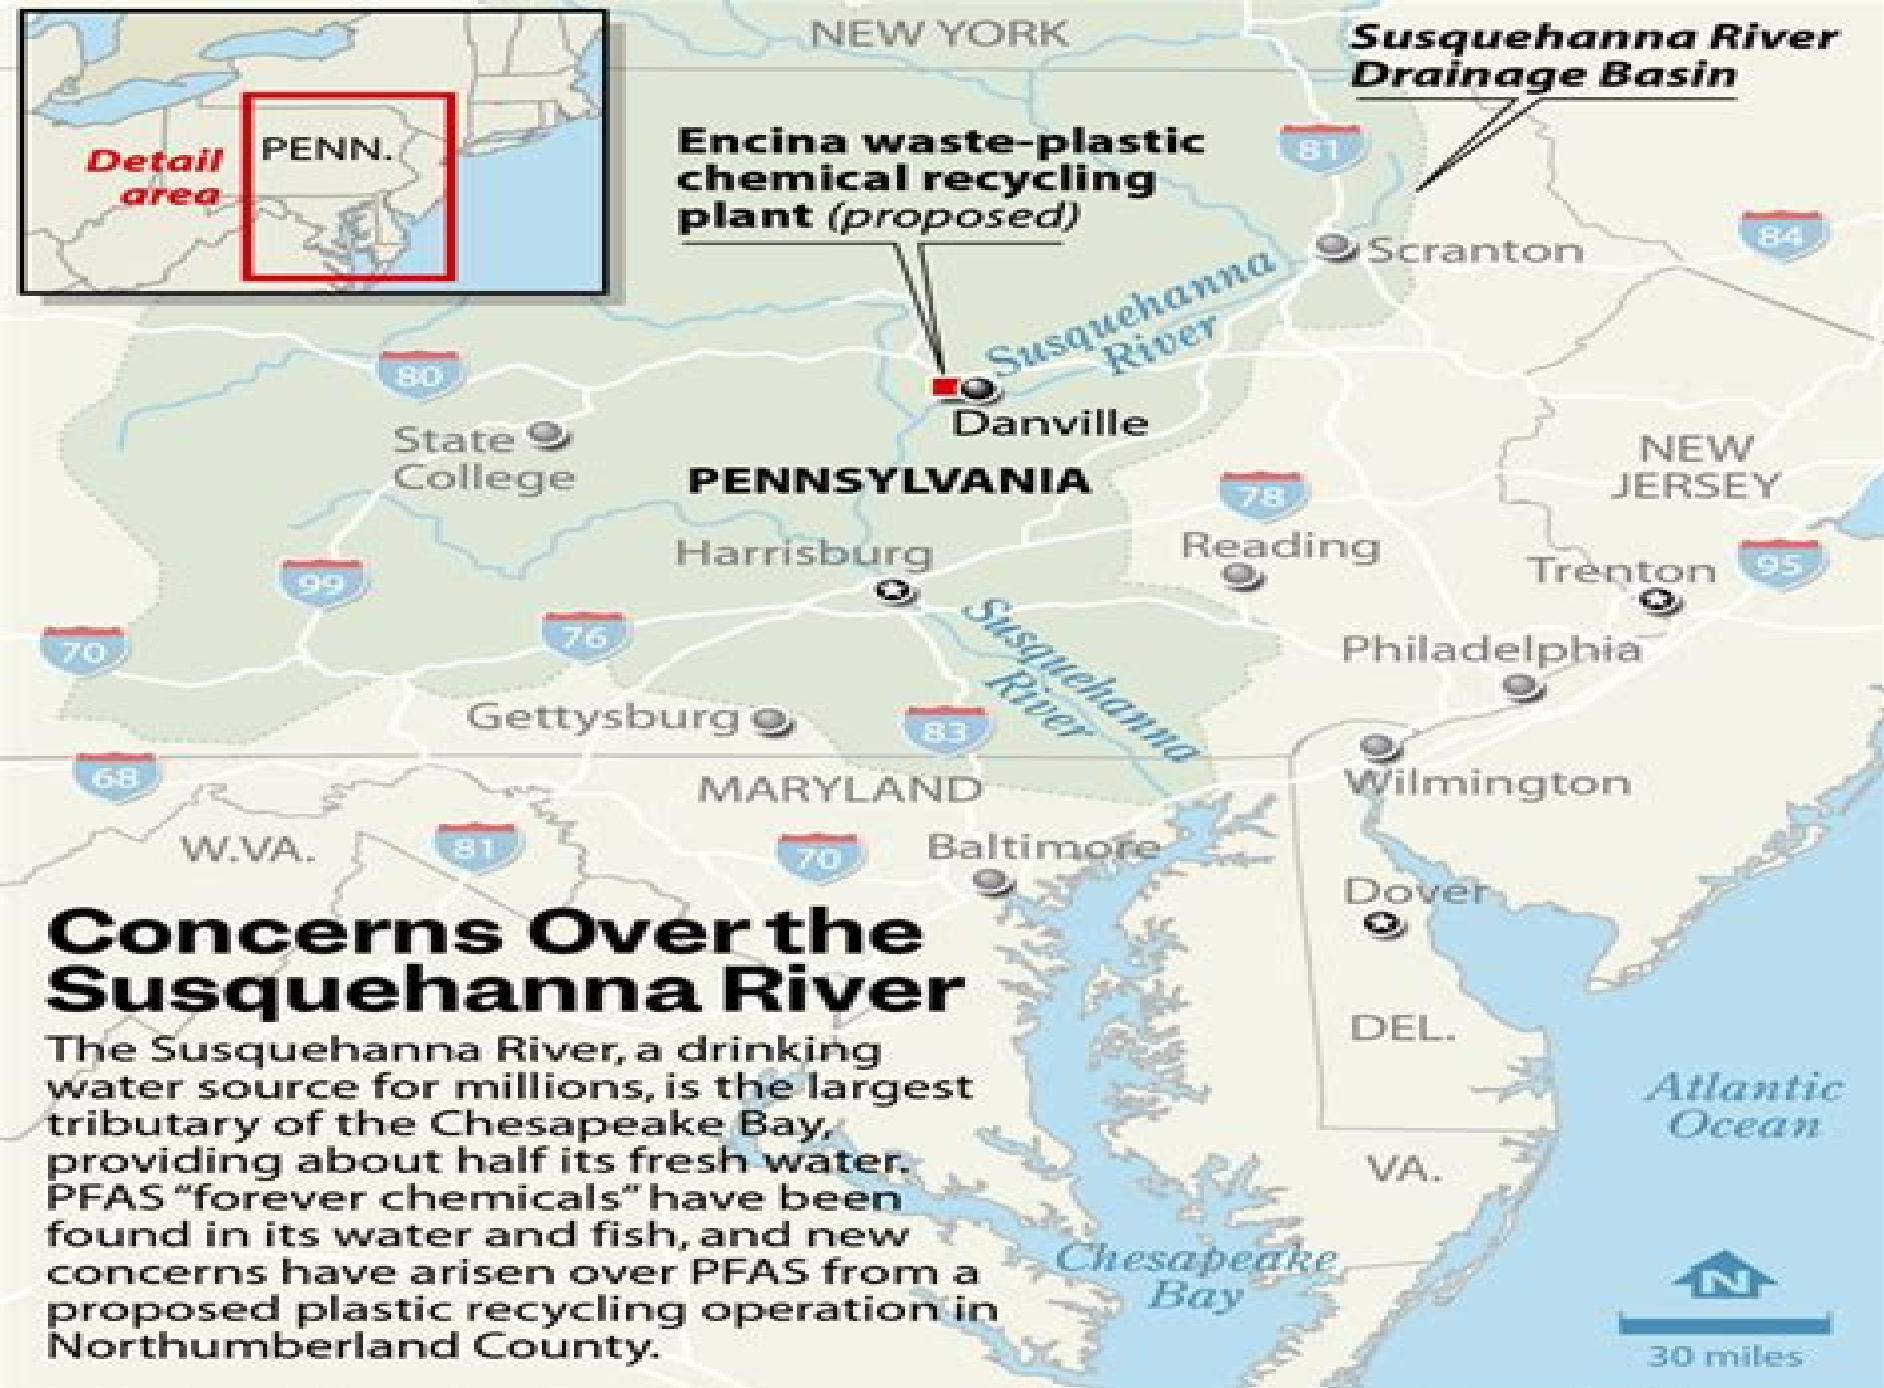 NEW YORK
Susquehanna River
Drainage Basin
PENN.
Detail
area
Encina waste-plastic
chemical recycling
plant (proposed)
81
84
Scranton
Susquehanna
River
80
Danville
State
College
PENNSYLVANIA
NEW
JERSEY
78
Harrisburg
Reading
99
Trenton
95
76
70
Susquehanna
River
Philadelphia
Gettysburg
83
68
MARYLAND
Wilmington
W.VA.
81
70
Baltimore
Dover
Concerns Over the
Susquehanna River
The Susquehanna River, a drinking
water source for millions, is the largest
tributary of the Chesapeake Bay,
providing about half its fresh water.
PFAS “forever chemicals” have been
found in its water and fish, and new
concerns have arisen over PFAS from a
proposed plastic recycling operation in
Northumberland County.
DEL.
Atlantic
Ocean
VA.
Chesapeake
Bay
N
30 miles